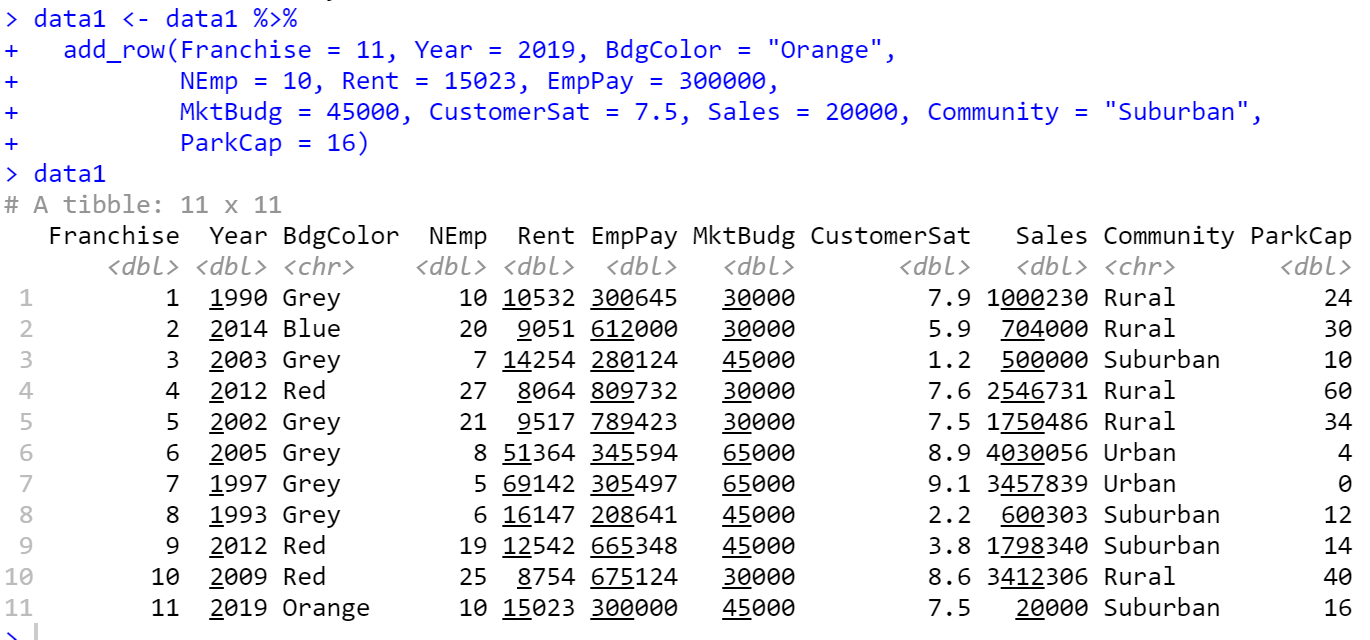 > data1 <- data1 %>%
+   add_row(Franchise = 11, Year = 2019, BdgColor = "Orange",
+           NEmp = 10, Rent = 15023, EmpPay = 300000,
+           MktBudg = 45000, CustomerSat = 7.5, Sales = 20000, Community = "Suburban",
+           ParkCap = 16)
> data1
# A tibble: 11 x 11
   Franchise  Year BdgColor  NEmp  Rent EmpPay MktBudg CustomerSat   Sales Community ParkCap
       <dbl> <dbl> <chr>    <dbl> <dbl>  <dbl>   <dbl>       <dbl>   <dbl> <chr>       <dbl>
 1         1  1990 Grey        10 10532 300645   30000         7.9 1000230 Rural          24
 2         2  2014 Blue        20  9051 612000   30000         5.9  704000 Rural          30
 3         3  2003 Grey         7 14254 280124   45000         1.2  500000 Suburban       10
 4         4  2012 Red         27  8064 809732   30000         7.6 2546731 Rural          60
 5         5  2002 Grey        21  9517 789423   30000         7.5 1750486 Rural          34
 6         6  2005 Grey         8 51364 345594   65000         8.9 4030056 Urban           4
 7         7  1997 Grey         5 69142 305497   65000         9.1 3457839 Urban           0
 8         8  1993 Grey         6 16147 208641   45000         2.2  600303 Suburban       12
 9         9  2012 Red         19 12542 665348   45000         3.8 1798340 Suburban       14
10        10  2009 Red         25  8754 675124   30000         8.6 3412306 Rural          40
11        11  2019 Orange      10 15023 300000   45000         7.5   20000 Suburban       16
>